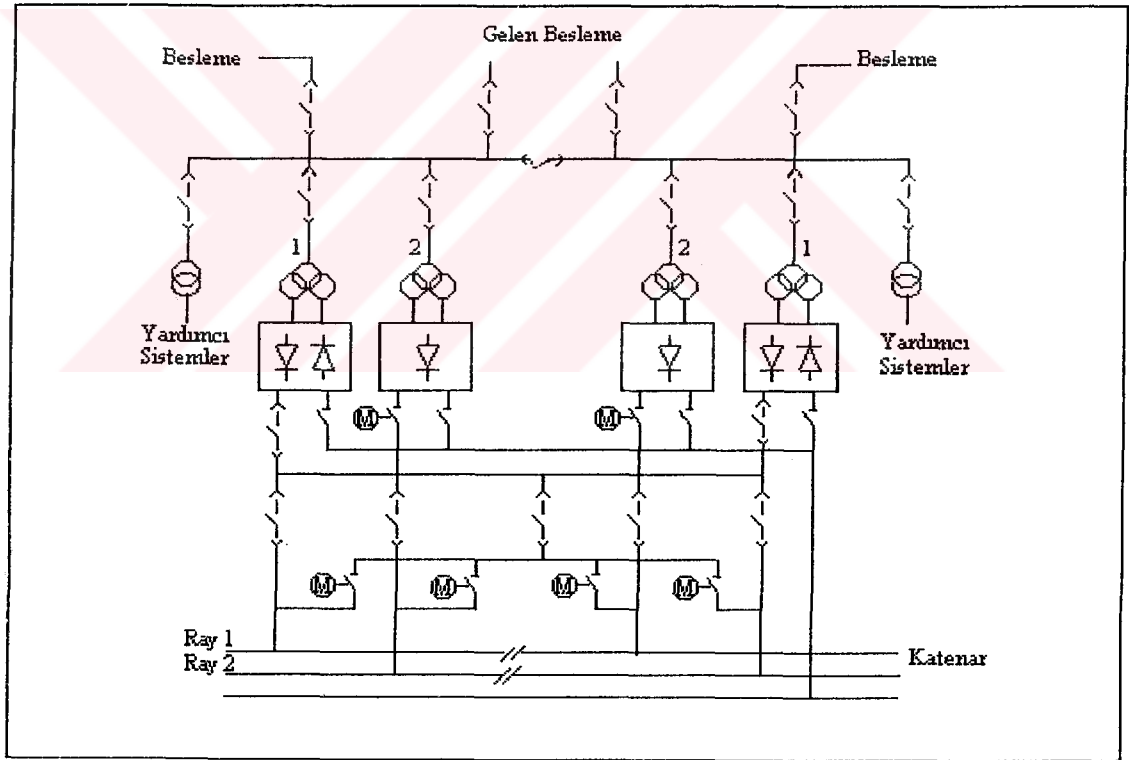 Gelen Besleme
Besleme
Besleme
1
2
2
1
Yardımcı
Sistemler
Yardımcı
Sistemler
M
M
M
M
M
M
Ray 1
Ray 2
Katenar